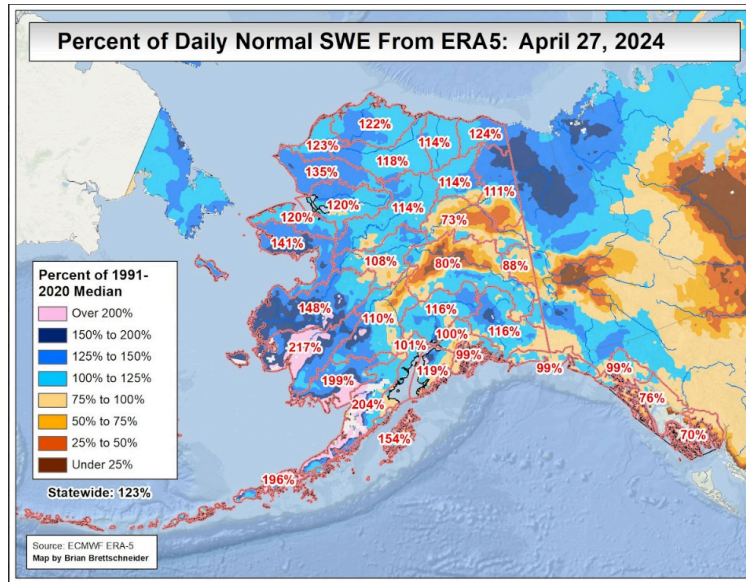 Percent of Daily Normal SWE From ERA5: April 27, 2024
122%
124%
123%
114%
118%
135%
114%
111%
120%
114%
120%
73%
141%
108%
80%
88%
148%
110%
116%
116%
100%
217%
101%
99%
99%
99%
119%
199%
76%
204%
70%
154%
196%
Percent of 1991-
2020 Median
Over 200%
150% to 200%
125% to 150%
100% to 125%
75% to 100%
50% to 75%
25% to 50%
Under 25%
Statewide: 123%
Source: ECMWF ERA-5
Map by Brian Brettschneider